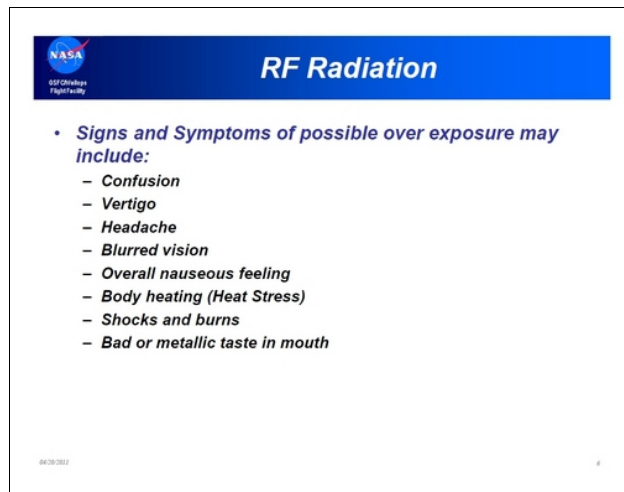 NASA
GSFC/Wallops
Flight Facility
RF Radiation
• Signs and Symptoms of possible over exposure may
include:
– Confusion
– Vertigo
– Headache
– Blurred vision
– Overall nauseous feeling
– Body heating (Heat Stress)
– Shocks and burns
– Bad or metallic taste in mouth